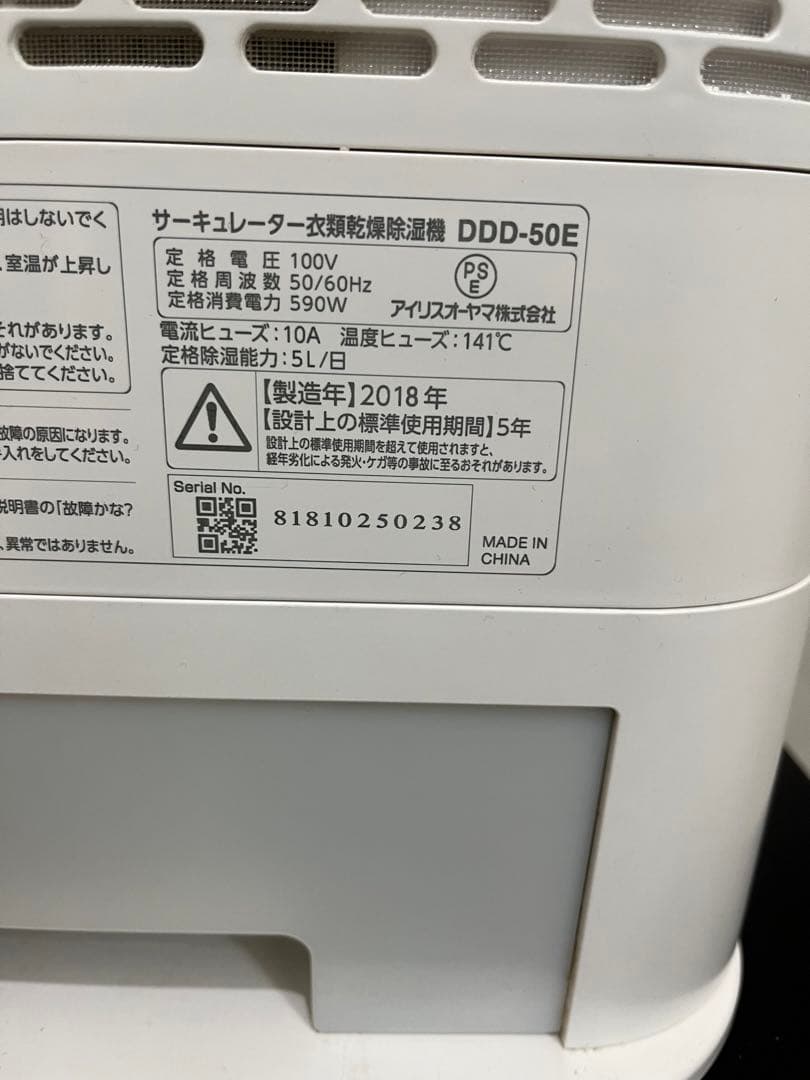 用はしないでく
、室温が上昇し
それがあります。
がないでください。
捨ててください。
故障の原因になります。
手入れをしてください。
説明書の「故障かな?
、異常ではありません。
サーキュレーター衣類乾燥除湿機 DDD-50E
定格電圧 100V
定格周波数 50/60Hz
定格消費電力 590W
PS
E
アイリスオーヤマ株式会社
電流ヒューズ:10A 温度ヒューズ:141℃
定格除湿能力:5L/日
【製造年】2018年
【設計上の標準使用期間】5年
設計上の標準使用期間を超えて使用されますと、
経年劣化による発火・ケガ等の事故に至るおそれがあります。
Serial No.
81810250238
MADE IN
CHINA